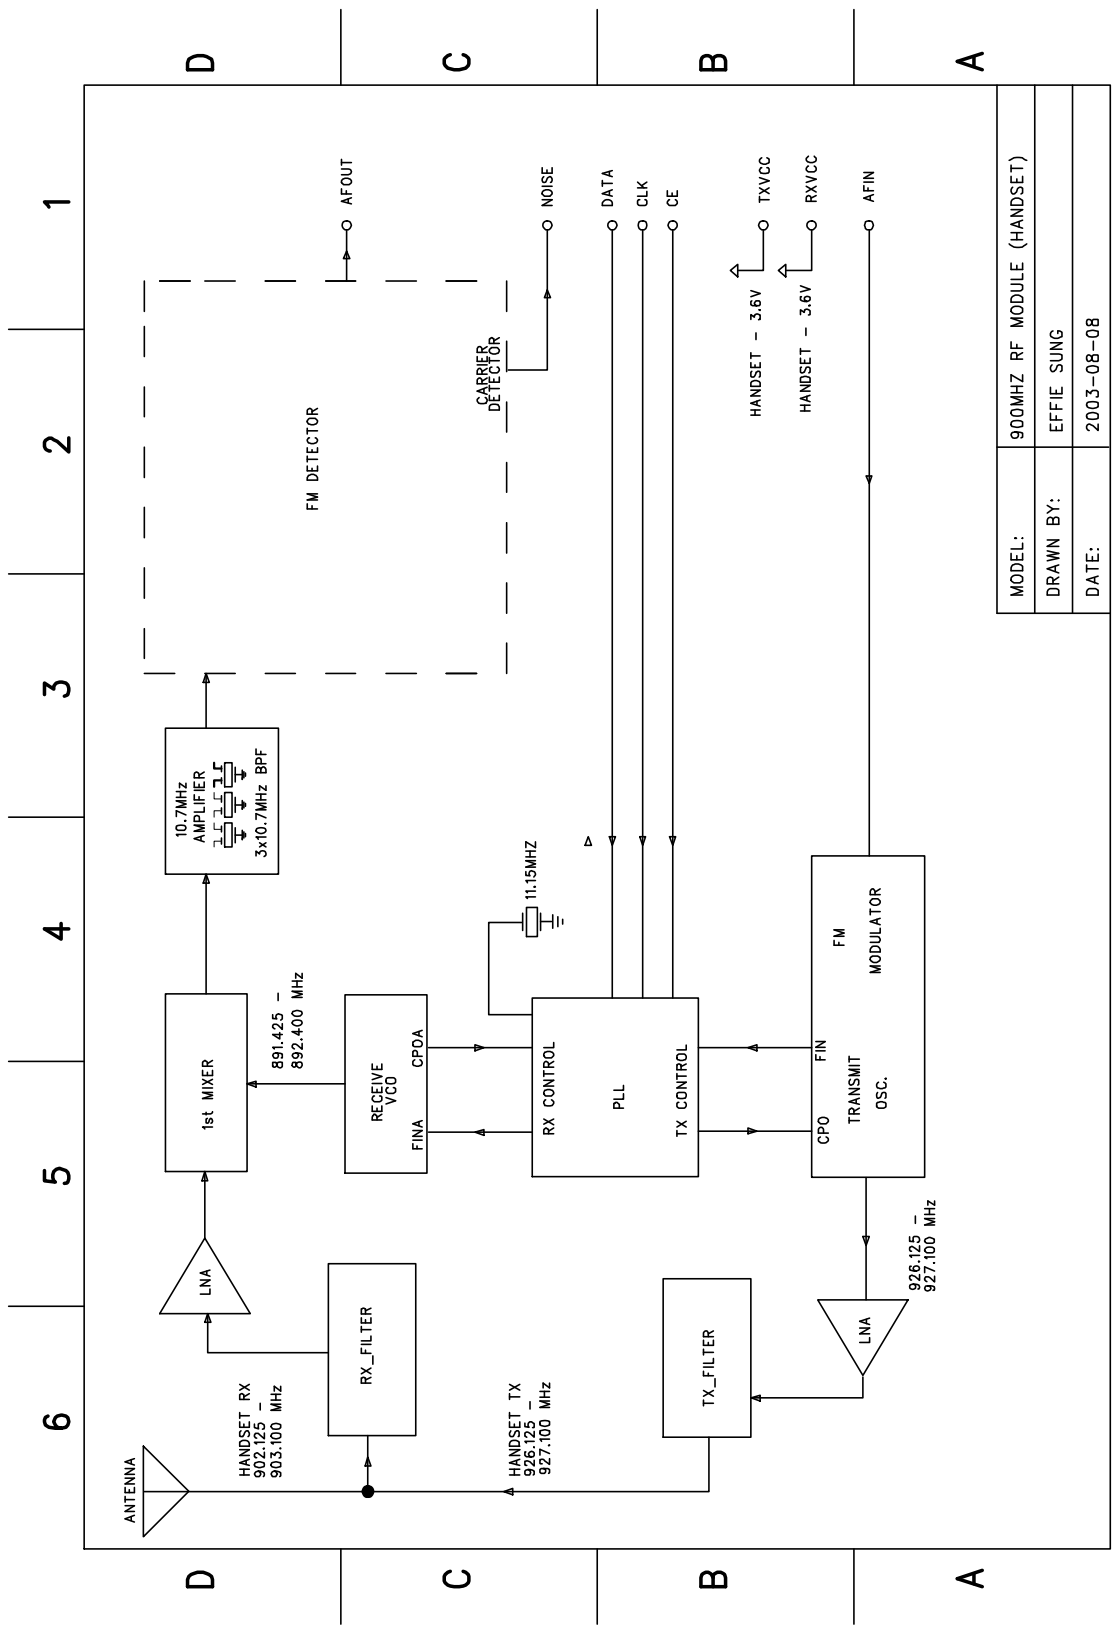 6
5
4
3
2
1
D
D
ANTENNA
HANDSET RX
902.125 -
903.100 MHz
LNA
1st MIXER
891.425 -
892.400 MHz
10.7MHz
AMPLIFIER
3x10.7MHz BPF
FM DETECTOR
AFOUT
C
C
RX_FILTER
RECEIVE
VCO
FINA
CPOA
CARRIER
DETECTOR
NOISE
HANDSET TX
926.125 -
927.100 MHz
11.15MHZ
RX CONTROL
PLL
TX CONTROL
DATA
CLK
CE
B
B
TX_FILTER
HANDSET - 3.6V
TXVCC
HANDSET - 3.6V
RXVCC
CPO
FIN
TRANSMIT
OSC.
FM
MODULATOR
AFIN
LNA
926.125 -
927.100 MHz
A
A
MODEL:
900MHZ RF MODULE (HANDSET)
DRAWN BY:
EFFIE SUNG
DATE:
2003-08-08